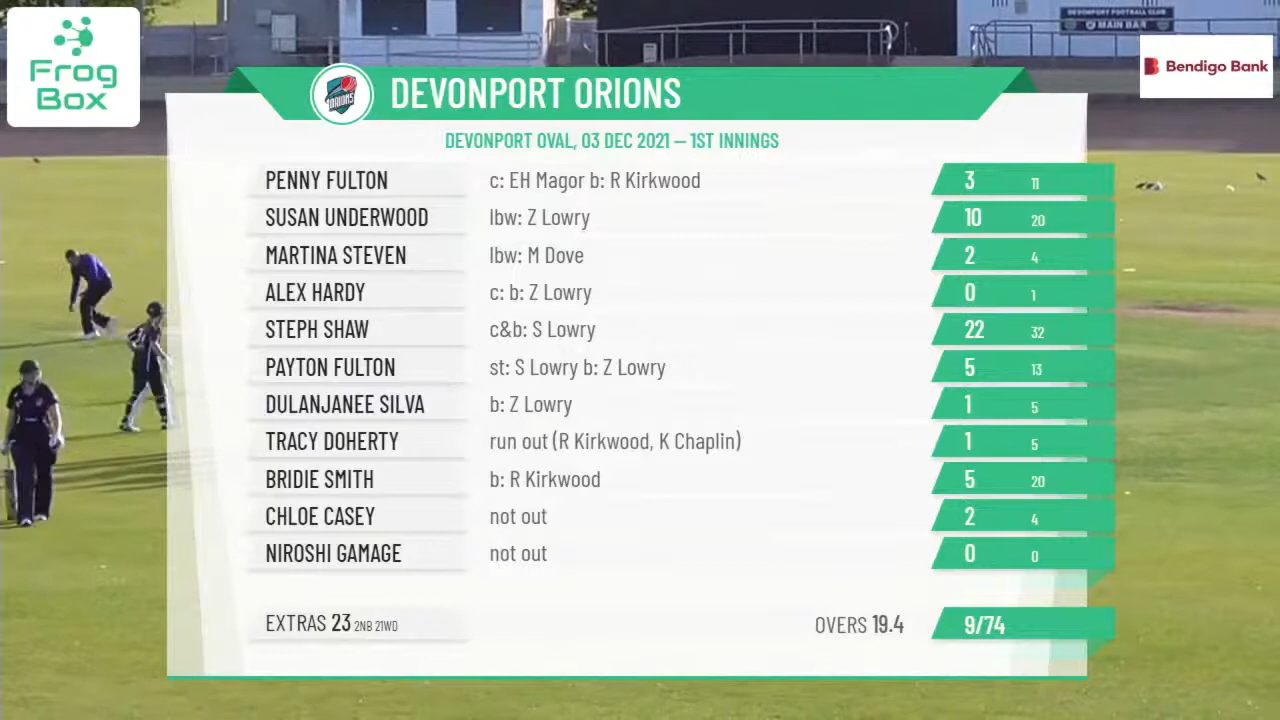 DEVONPORT FOOTBALL CLUB
MAIN BAR
Frog
Box
Bendigo Bank
ORIONS
DEVONPORT ORIONS
DEVONPORT OVAL, 03 DEC 2021 – 1ST INNINGS
PENNY FULTON c: EH Magor b: R Kirkwood 3 11
SUSAN UNDERWOOD lbw: Z Lowry 10 20
MARTINA STEVEN lbw: M Dove 2 4
ALEX HARDY c: b: Z Lowry 0 1
STEPH SHAW c&b: S Lowry 22 32
PAYTON FULTON st: S Lowry b: Z Lowry 5 13
DULANJANEE SILVA b: Z Lowry 1 5
TRACY DOHERTY run out (R Kirkwood, K Chaplin) 1 5
BRIDIE SMITH b: R Kirkwood 5 20
CHLOE CASEY not out 2 4
NIROSHI GAMAGE not out 0 0
EXTRAS 23 2NB 21WD OVERS 19.4 9/74